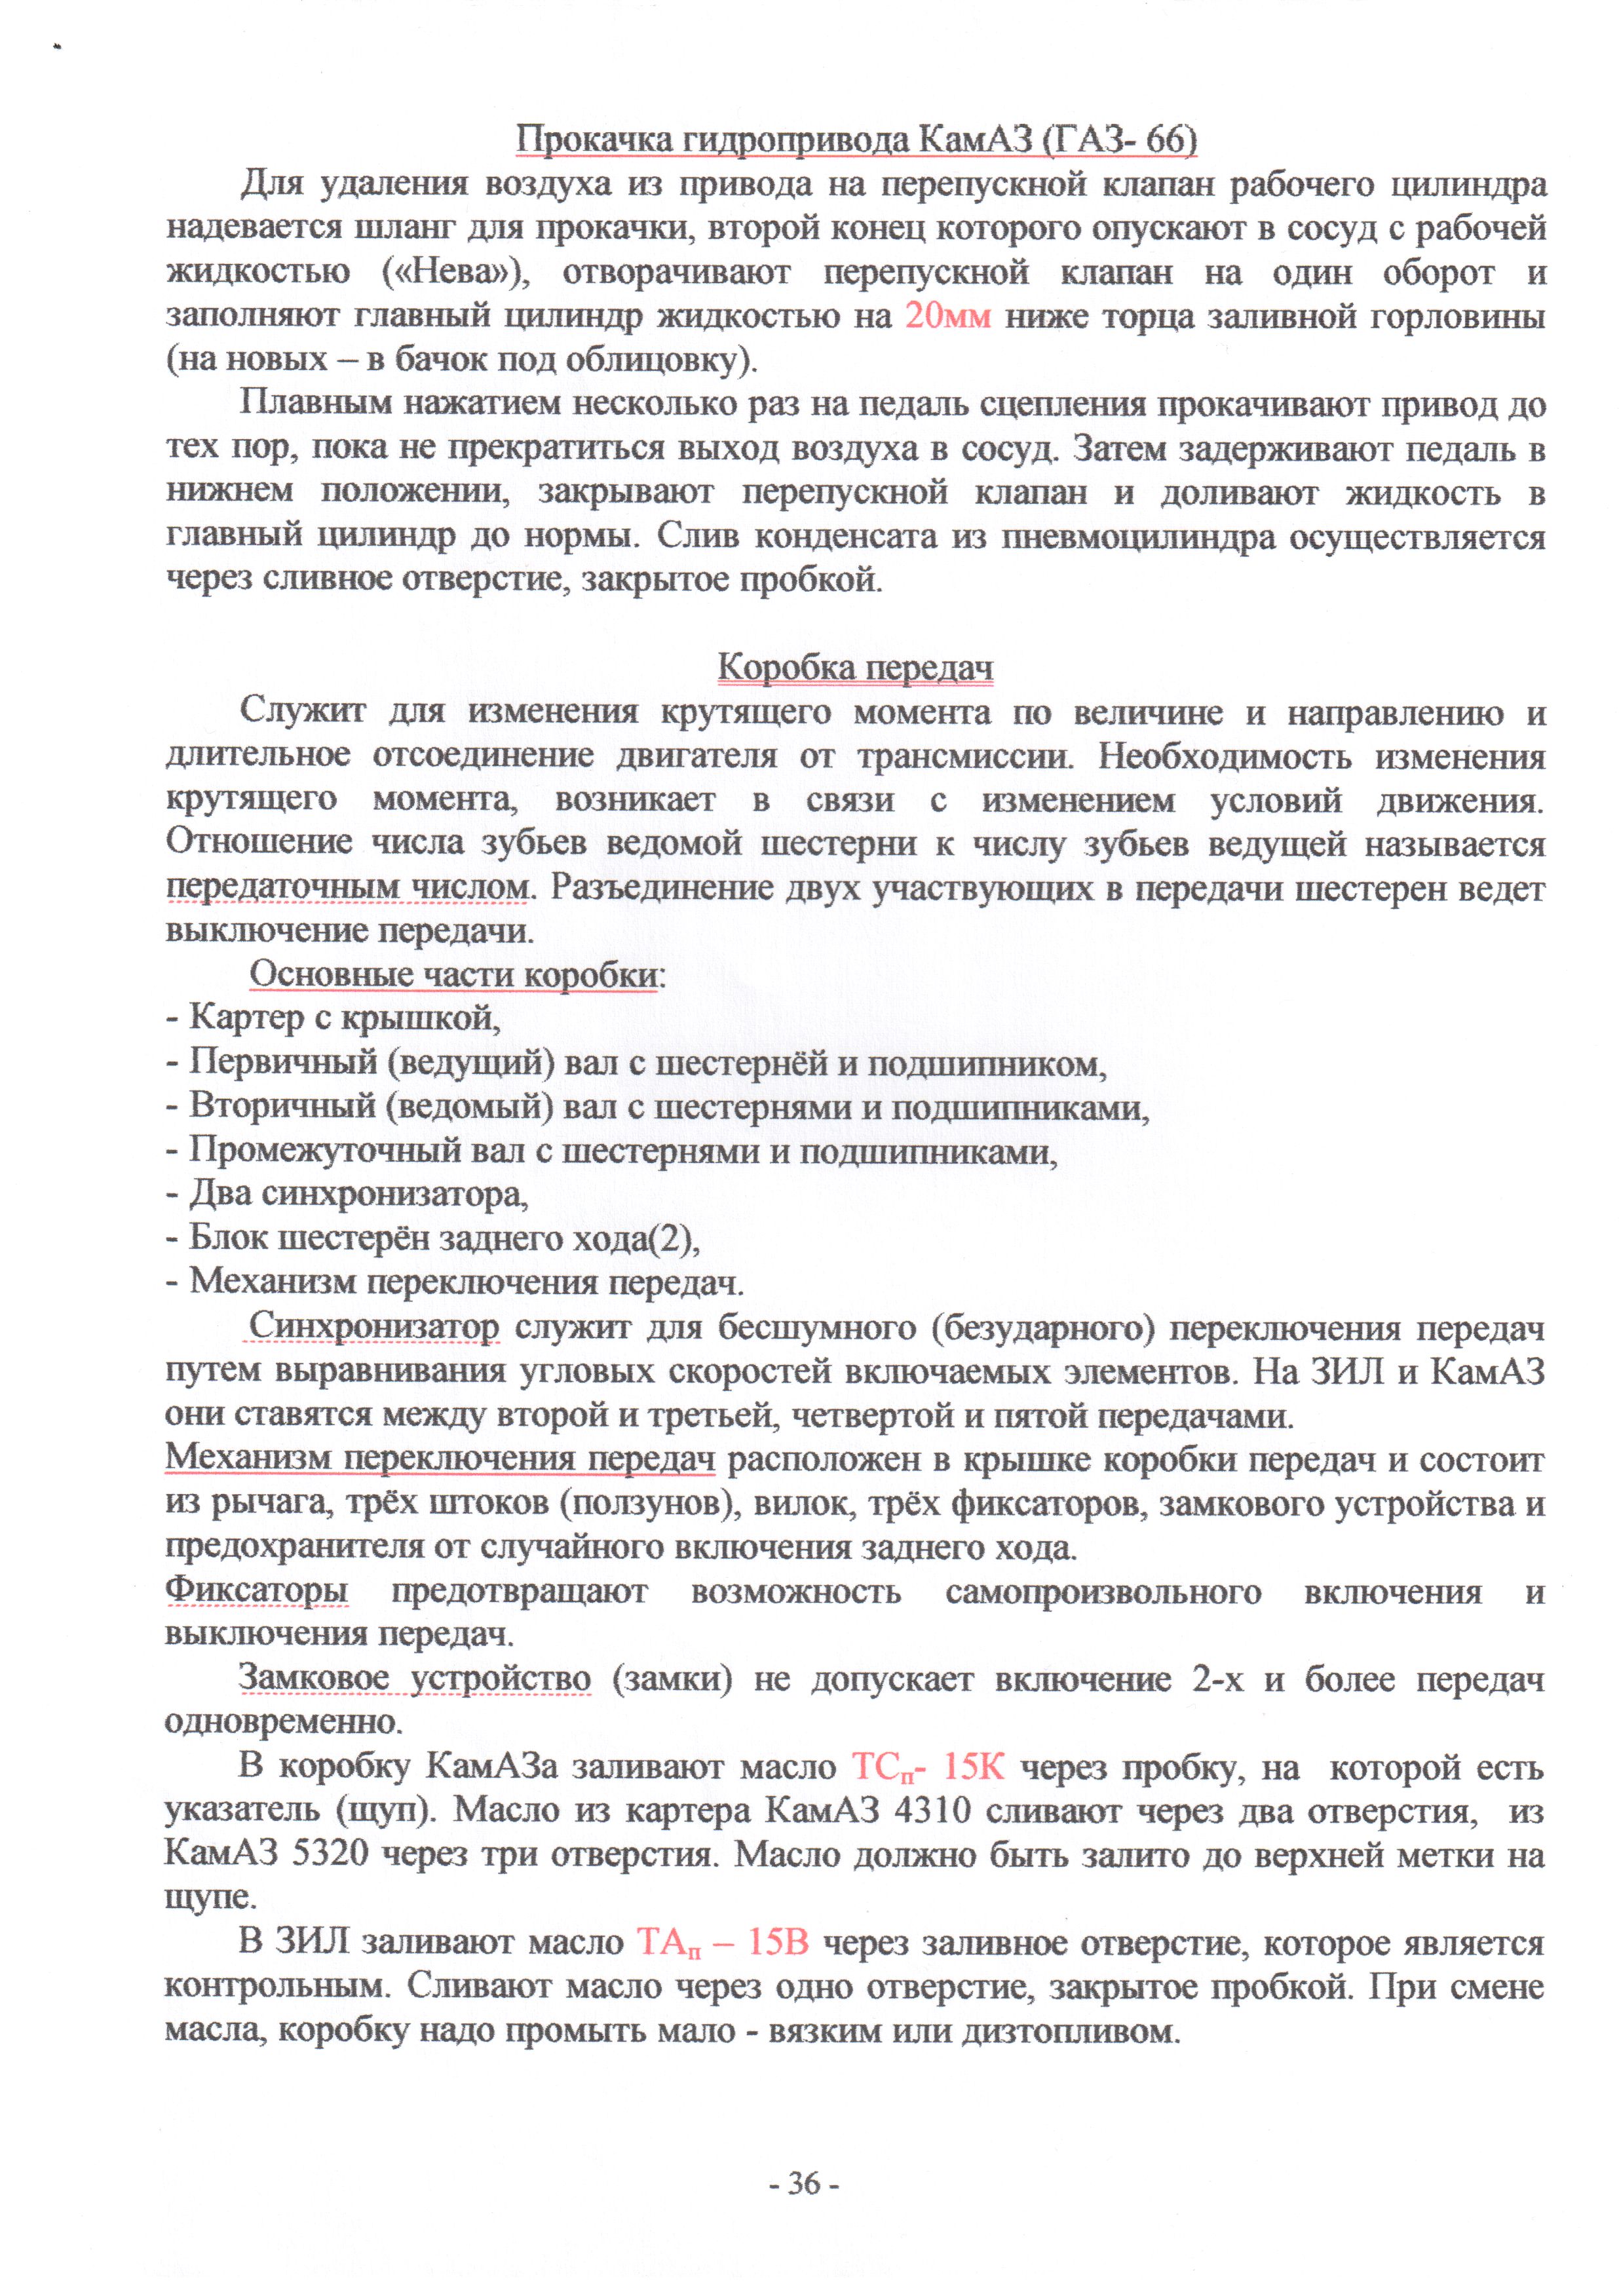 Прокачка гидропривода КамАЗ (ГАЗ- 66)
Для удаления воздуха из привода на перепускной клапан рабочего цилиндра
надевается шланг для прокачки, второй конец которого опускают в сосуд с рабочей
жидкостью («Нева»), отворачивают перепускной клапан на один оборот и
заполняют главный цилиндр жидкостью на 20мм ниже торца заливной горловины
(на новых – в бачок под облицовку).
Плавным нажатием несколько раз на педаль сцепления прокачивают привод до
тех пор, пока не прекратиться выход воздуха в сосуд. Затем задерживают педаль в
нижнем положении, закрывают перепускной клапан и доливают жидкость в
главный цилиндр до нормы. Слив конденсата из пневмоцилиндра осуществляется
через сливное отверстие, закрытое пробкой.
Коробка передач
Служит для изменения крутящего момента по величине и направлению и
длительное отсоединение двигателя от трансмиссии. Необходимость изменения
крутящего момента, возникает в связи с изменением условий движения.
Отношение числа зубьев ведомой шестерни к числу зубьев ведущей называется
передаточным числом. Разъединение двух участвующих в передачи шестерен ведет
выключение передачи.
Основные части коробки:
- Картер с крышкой,
- Первичный (ведущий) вал с шестернёй и подшипником,
- Вторичный (ведомый) вал с шестернями и подшипниками,
- Промежуточный вал с шестернями и подшипниками,
- Два синхронизатора,
- Блок шестерён заднего хода(2),
- Механизм переключения передач.
Синхронизатор служит для бесшумного (безударного) переключения передач
путем выравнивания угловых скоростей включаемых элементов. На ЗИЛ и КамАЗ
они ставятся между второй и третьей, четвертой и пятой передачами.
Механизм переключения передач расположен в крышке коробки передач и состоит
из рычага, трёх штоков (ползунов), вилок, трёх фиксаторов, замкового устройства и
предохранителя от случайного включения заднего хода.
Фиксаторы предотвращают возможность самопроизвольного включения и
выключения передач.
Замковое устройство (замки) не допускает включение 2-х и более передач
одновременно.
В коробку КамАЗа заливают масло ТСп- 15К через пробку, на которой есть
указатель (щуп). Масло из картера КамАЗ 4310 сливают через два отверстия, из
КамАЗ 5320 через три отверстия. Масло должно быть залито до верхней метки на
щупе.
В ЗИЛ заливают масло ТАп – 15В через заливное отверстие, которое является
контрольным. Сливают масло через одно отверстие, закрытое пробкой. При смене
масла, коробку надо промыть мало - вязким или дизтопливом.
- 36 -